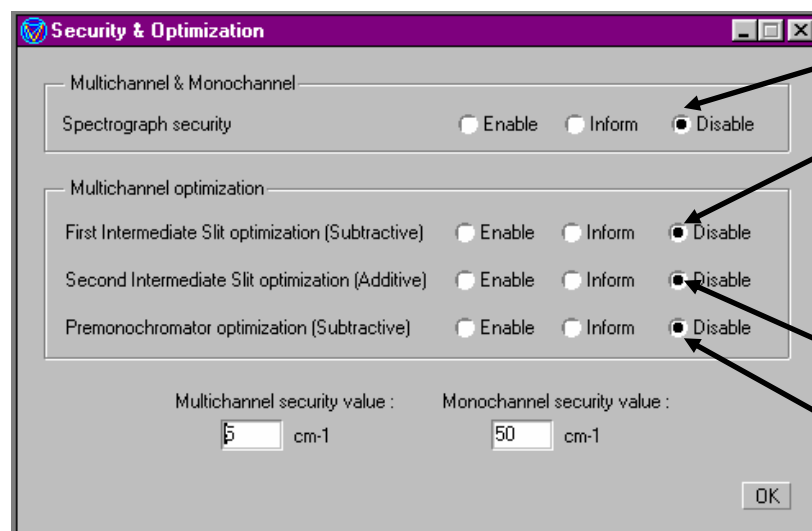 Security & Optimization
Multichannel & Monochannel
Spectrograph security Enable Inform Disable
Multichannel optimization
First Intermediate Slit optimization (Subtractive) Enable Inform Disable
Second Intermediate Slit optimization (Additive) Enable Inform Disable
Premonochromator optimization (Subtractive) Enable Inform Disable
Multichannel security value : Monochannel security value :
5 cm-1 50 cm-1
OK